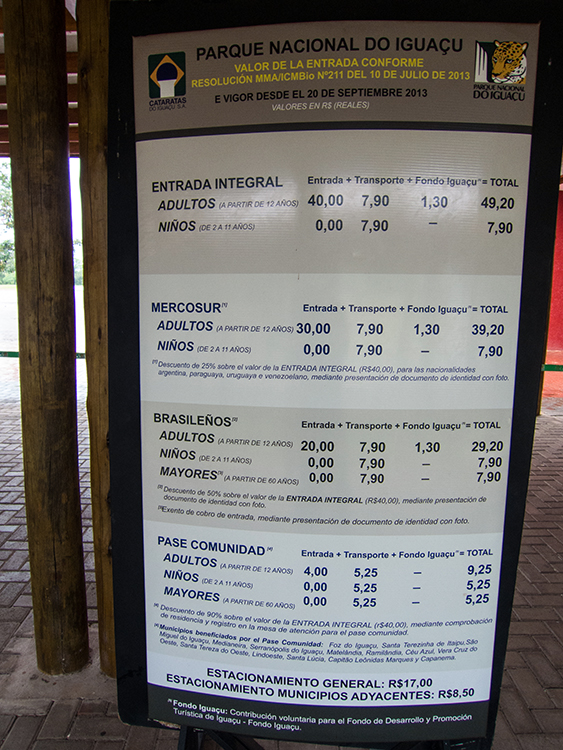 PARQUE NACIONAL DO IGUAÇU
VALOR DE LA ENTRADA CONFORME
RESOLUCIÓN MMA/ICMBio Nº211 DEL 10 DE JULIO DE 2013
E VIGOR DESDE EL 20 DE SEPTIEMBRE 2013
VALORES EN R$ (REALES)
CATARATAS
DO IGUAÇU S.A.
PARQUE NACIONAL
DO IGUAÇU
ENTRADA INTEGRAL Entrada + Transporte + Fondo Iguaçu = TOTAL
ADULTOS (A PARTIR DE 12 AÑOS) 40,00 7,90 1,30 49,20
NIÑOS (DE 2 A 11 AÑOS) 0,00 7,90 – 7,90
MERCOSUR [1] Entrada + Transporte + Fondo Iguaçu = TOTAL
ADULTOS (A PARTIR DE 12 AÑOS) 30,00 7,90 1,30 39,20
NIÑOS (DE 2 A 11 AÑOS) 0,00 7,90 – 7,90
[1] Descuento de 25% sobre el valor de la ENTRADA INTEGRAL (R$40,00), para las nacionalidades
argentina, paraguaya, uruguaya e venezoelano, mediante presentación de documento de identidad con foto.
BRASILEÑOS [2] Entrada + Transporte + Fondo Iguaçu = TOTAL
ADULTOS (A PARTIR DE 12 AÑOS) 20,00 7,90 1,30 29,20
NIÑOS (DE 2 A 11 AÑOS) 0,00 7,90 – 7,90
MAYORES [3] (A PARTIR DE 60 AÑOS) 0,00 7,90 – 7,90
[2] Descuento de 50% sobre el valor de la ENTRADA INTEGRAL (R$40,00), mediante presentación de
documento de identidad con foto.
[3] Exento de cobro de entrada, mediante presentación de documento de identidad con foto.
PASE COMUNIDAD [4] Entrada + Transporte + Fondo Iguaçu = TOTAL
ADULTOS (A PARTIR DE 12 AÑOS) 4,00 5,25 – 9,25
NIÑOS (DE 2 A 11 AÑOS) 0,00 5,25 – 5,25
MAYORES (A PARTIR DE 60 AÑOS) 0,00 5,25 – 5,25
[4] Descuento de 90% sobre el valor de la ENTRADA INTEGRAL (r$40,00), mediante comprobación
de residencia y registro en la mesa de atención para el pase comunidad.
[4] Municipios beneficiados por el Pase Comunidad: Foz do Iguaçu, Santa Terezinha de Itaipu,São
Miguel do Iguaçu, Medianeira, Serranópolis do Iguaçu, Matelândia, Ramilândia, Céu Azul, Vera Cruz do
Oeste, Santa Tereza do Oeste, Lindoeste, Santa Lúcia, Capitão Leônidas Marques y Capanema.
ESTACIONAMIENTO GENERAL: R$17,00
ESTACIONAMIENTO MUNICIPIOS ADYACENTES: R$8,50
Fondo Iguaçu: Contribución voluntaria para el Fondo de Desarrollo y Promoción
Turística de Iguaçu - Fondo Iguaçu.